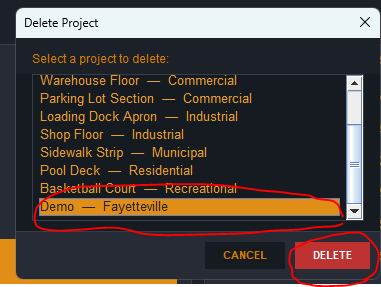 Delete Project
Select a project to delete:
Warehouse Floor — Commercial
Parking Lot Section — Commercial
Loading Dock Apron — Industrial
Shop Floor — Industrial
Sidewalk Strip — Municipal
Pool Deck — Residential
Basketball Court — Recreational
Demo — Fayetteville
CANCEL
DELETE